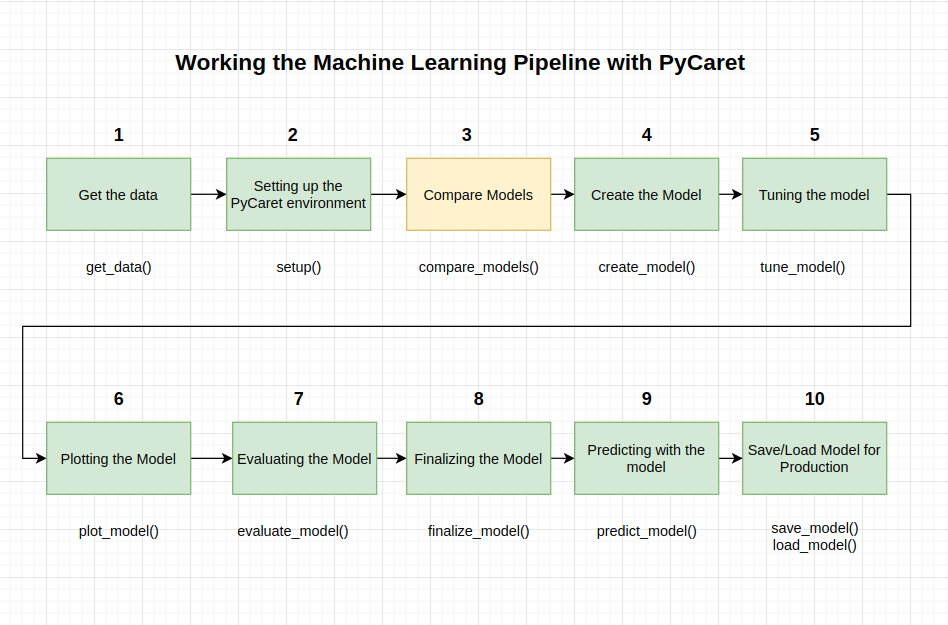 Working the Machine Learning Pipeline with PyCaret
1
2
3
4
5
Get the data
Setting up the
PyCaret environment
Compare Models
Create the Model
Tuning the model
get_data()
setup()
compare_models()
create_model()
tune_model()
6
7
8
9
10
Plotting the Model
Evaluating the Model
Finalizing the Model
Predicting with the
model
Save/Load Model for
Production
plot_model()
evaluate_model()
finalize_model()
predict_model()
save_model()
load_model()